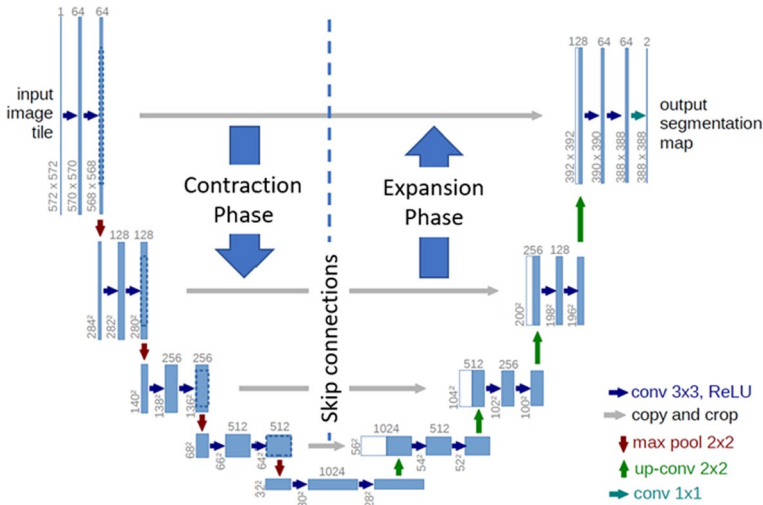 1 64 64
128 64 64 2
input
image
tile
output
segmentation
map
572 x 572
570 x 570
568 x 568
392 x 392
390 x 390
388 x 388
388 x 388
Contraction
Phase
Expansion
Phase
Skip connections
128 128
256 128
284²
282²
280²
200²
198²
196²
256 256
512 256
140²
138²
136²
104²
102²
100²
512 512
1024 512
68²
66²
64²
56²
54²
52²
1024
32²
30²
28²
conv 3x3, ReLU
copy and crop
max pool 2x2
up-conv 2x2
conv 1x1